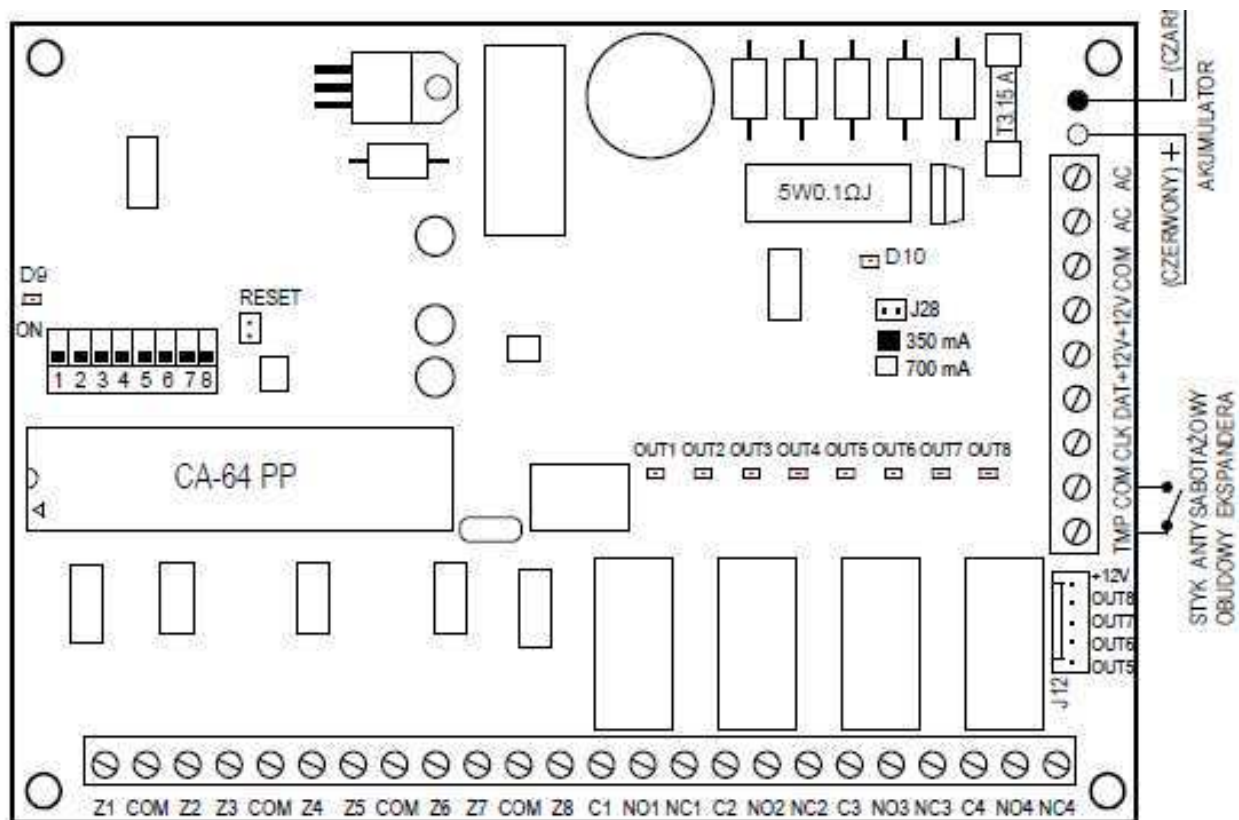 T3,15 A
- (CZAR
AKUMULATOR
(CZERWONY) +
5W0.1ΩJ
AC
AC
COM
+12V
+12V
DAT
CLK
COM
TMP
D10
D9
RESET
J28
ON
350 mA
700 mA
1 2 3 4 5 6 7 8
STYK ANTYSABOTAŻOWY
OBUDOWY EKSPANDERA
OUT1 OUT2 OUT3 OUT4 OUT5 OUT6 OUT7 OUT8
CA-64 PP
+12V
OUT8
OUT7
OUT6
OUT5
J12
Z1 COM Z2 Z3 COM Z4 Z5 COM Z6 Z7 COM Z8 C1 NO1 NC1 C2 NO2 NC2 C3 NO3 NC3 C4 NO4 NC4